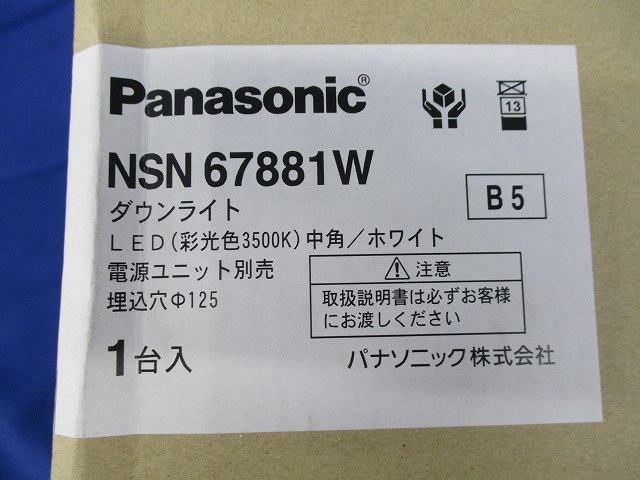 Panasonic®
13
NSN 67881W
B5
ダウンライト
LED(彩光色3500K)中角／ホワイト
電源ユニット別売
埋込穴Φ125
⚠注意
取扱説明書は必ずお客様
にお渡しください
1台入
パナソニック株式会社